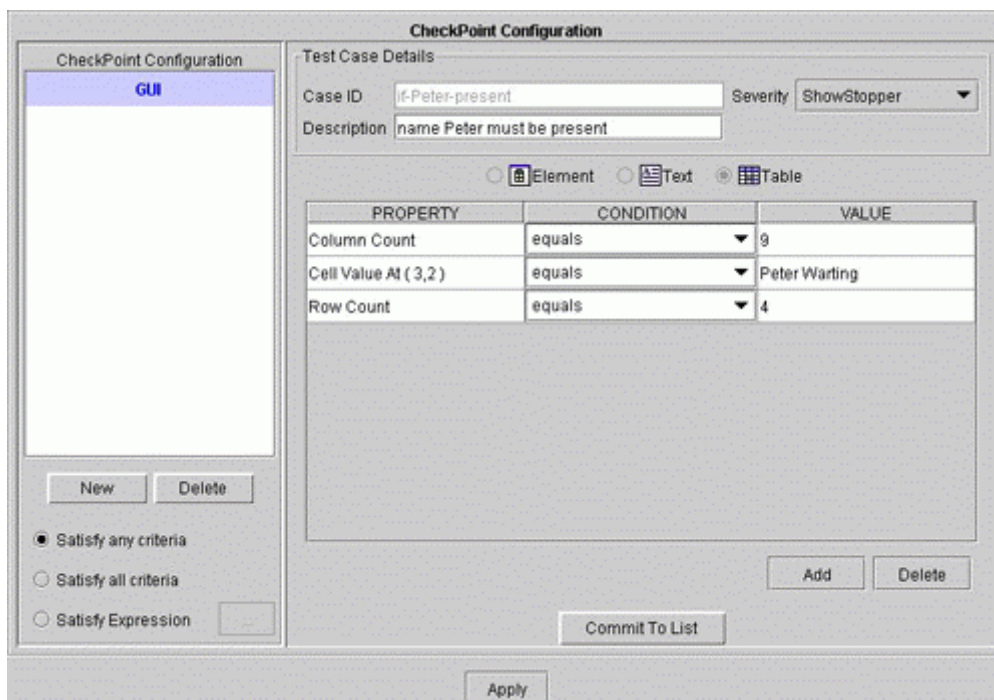 CheckPoint Configuration
CheckPoint Configuration
GUI
New Delete
Satisfy any criteria
Satisfy all criteria
Satisfy Expression ...
Test Case Details
Case ID if-Peter-present Severity ShowStopper
Description name Peter must be present
Element Text Table
PROPERTY CONDITION VALUE
Column Count equals 9
Cell Value At ( 3,2 ) equals Peter Warting
Row Count equals 4
Add Delete
Commit To List
Apply